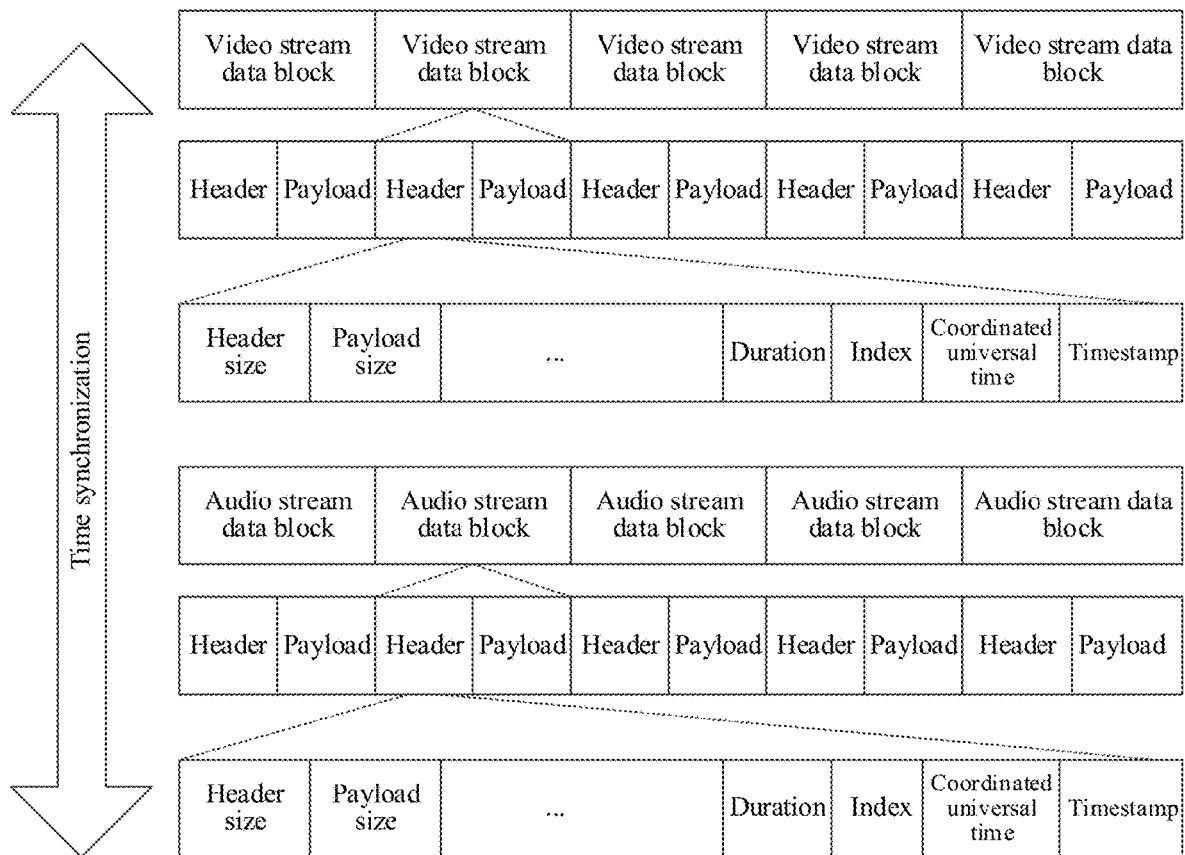 Video stream data block Video stream data block Video stream data block Video stream data block Video stream data block
Header Payload Header Payload Header Payload Header Payload Header Payload
Header size Payload size ... Duration Index Coordinated universal time Timestamp
Time synchronization
Audio stream data block Audio stream data block Audio stream data block Audio stream data block Audio stream data block
Header Payload Header Payload Header Payload Header Payload Header Payload
Header size Payload size ... Duration Index Coordinated universal time Timestamp